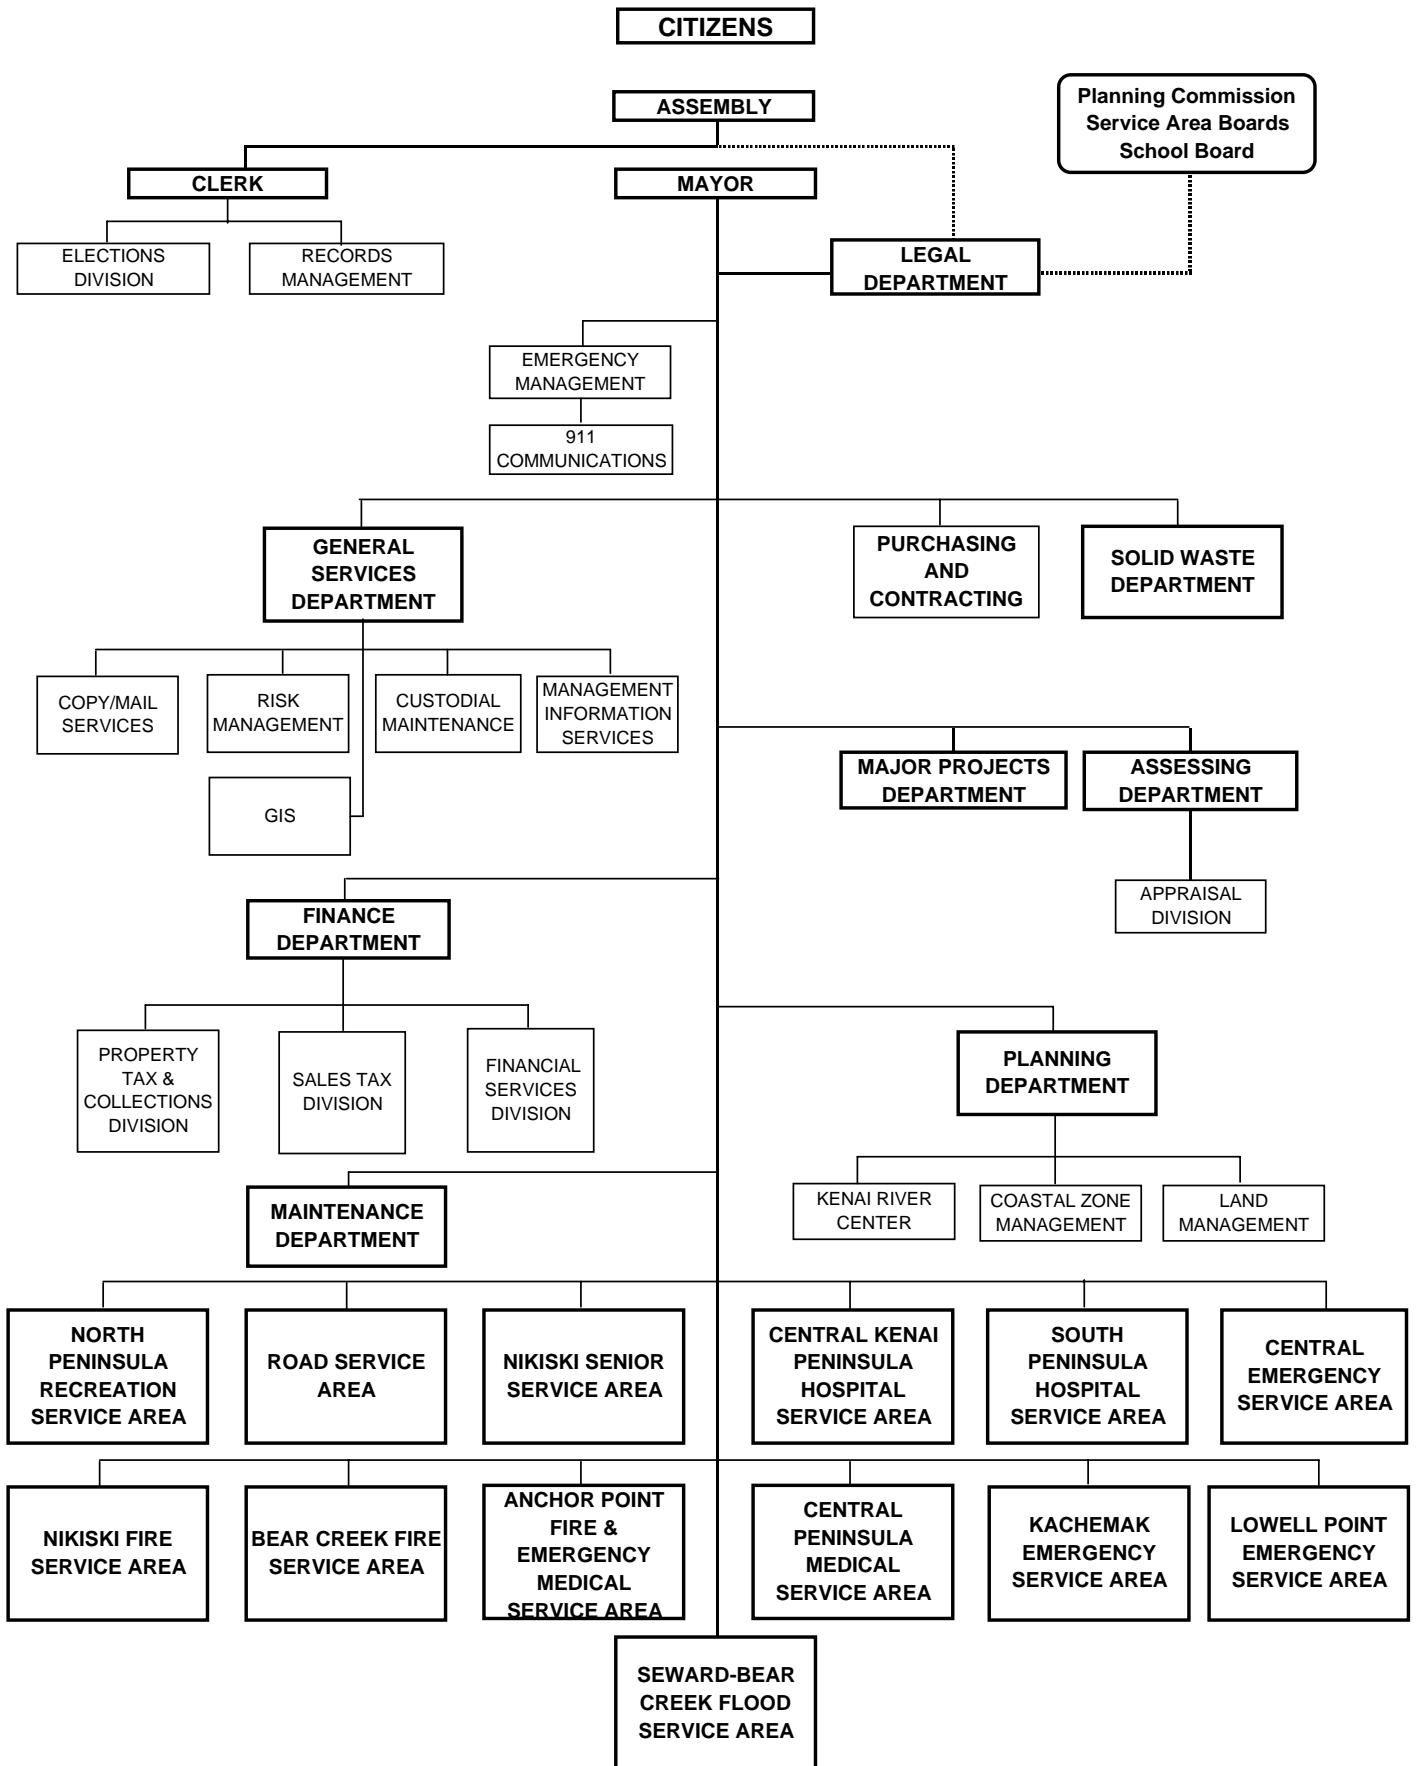 CITIZENS
ASSEMBLY
Planning Commission
Service Area Boards
School Board
CLERK
MAYOR
ELECTIONS
DIVISION
RECORDS
MANAGEMENT
LEGAL
DEPARTMENT
EMERGENCY
MANAGEMENT
911
COMMUNICATIONS
GENERAL
SERVICES
DEPARTMENT
PURCHASING
AND
CONTRACTING
SOLID WASTE
DEPARTMENT
COPY/MAIL
SERVICES
RISK
MANAGEMENT
CUSTODIAL
MAINTENANCE
MANAGEMENT
INFORMATION
SERVICES
GIS
MAJOR PROJECTS
DEPARTMENT
ASSESSING
DEPARTMENT
APPRAISAL
DIVISION
FINANCE
DEPARTMENT
PROPERTY
TAX &
COLLECTIONS
DIVISION
SALES TAX
DIVISION
FINANCIAL
SERVICES
DIVISION
PLANNING
DEPARTMENT
KENAI RIVER
CENTER
COASTAL ZONE
MANAGEMENT
LAND
MANAGEMENT
MAINTENANCE
DEPARTMENT
NORTH
PENINSULA
RECREATION
SERVICE AREA
ROAD SERVICE
AREA
NIKISKI SENIOR
SERVICE AREA
CENTRAL KENAI
PENINSULA
HOSPITAL
SERVICE AREA
SOUTH
PENINSULA
HOSPITAL
SERVICE AREA
CENTRAL
EMERGENCY
SERVICE AREA
NIKISKI FIRE
SERVICE AREA
BEAR CREEK FIRE
SERVICE AREA
ANCHOR POINT
FIRE &
EMERGENCY
MEDICAL
SERVICE AREA
CENTRAL
PENINSULA
MEDICAL
SERVICE AREA
KACHEMAK
EMERGENCY
SERVICE AREA
LOWELL POINT
EMERGENCY
SERVICE AREA
SEWARD-BEAR
CREEK FLOOD
SERVICE AREA